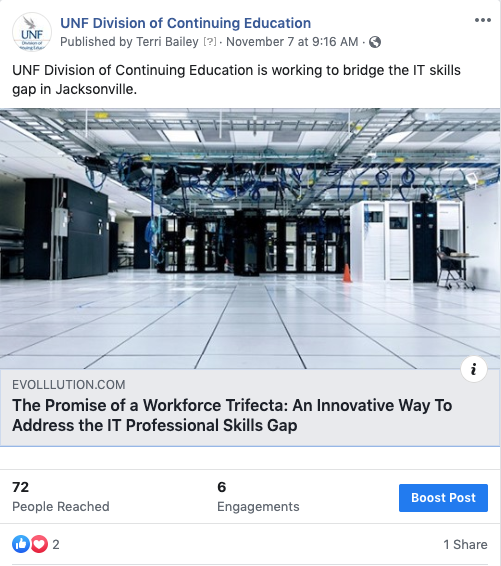 UNF Division of Continuing Education
Published by Terri Bailey [?] · November 7 at 9:16 AM ·
UNF Division of Continuing Education is working to bridge the IT skills
gap in Jacksonville.
EVOLLLUTION.COM
The Promise of a Workforce Trifecta: An Innovative Way To
Address the IT Professional Skills Gap
72
People Reached
6
Engagements
Boost Post
2
1 Share
UNF
Division of